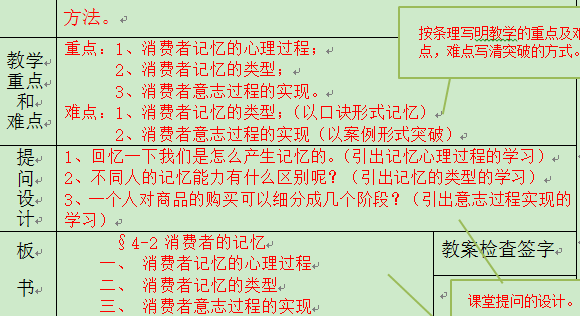 方法。
按条理写明教学的重点及难
点，难点写清突破的方式。
教学
重点
和
难点
重点：1、消费者记忆的心理过程；
2、消费者记忆的类型；
3、消费者意志过程的实现。
难点：1、消费者记忆的类型；（以口诀形式记忆）
2、消费者意志过程的实现（以案例形式突破）
提
问
设
计
1、回忆一下我们是怎么产生记忆的。（引出记忆心理过程的学习）
2、不同人的记忆能力有什么区别呢？（引出记忆的类型的学习）
3、一个人对商品的购买可以细分成几个阶段？（引出意志过程实现的
学习）
板
书
§4-2消费者的记忆
一、 消费者记忆的心理过程
二、 消费者记忆的类型
三、 消费者意志过程的实现
教案检查签字
课堂提问的设计。